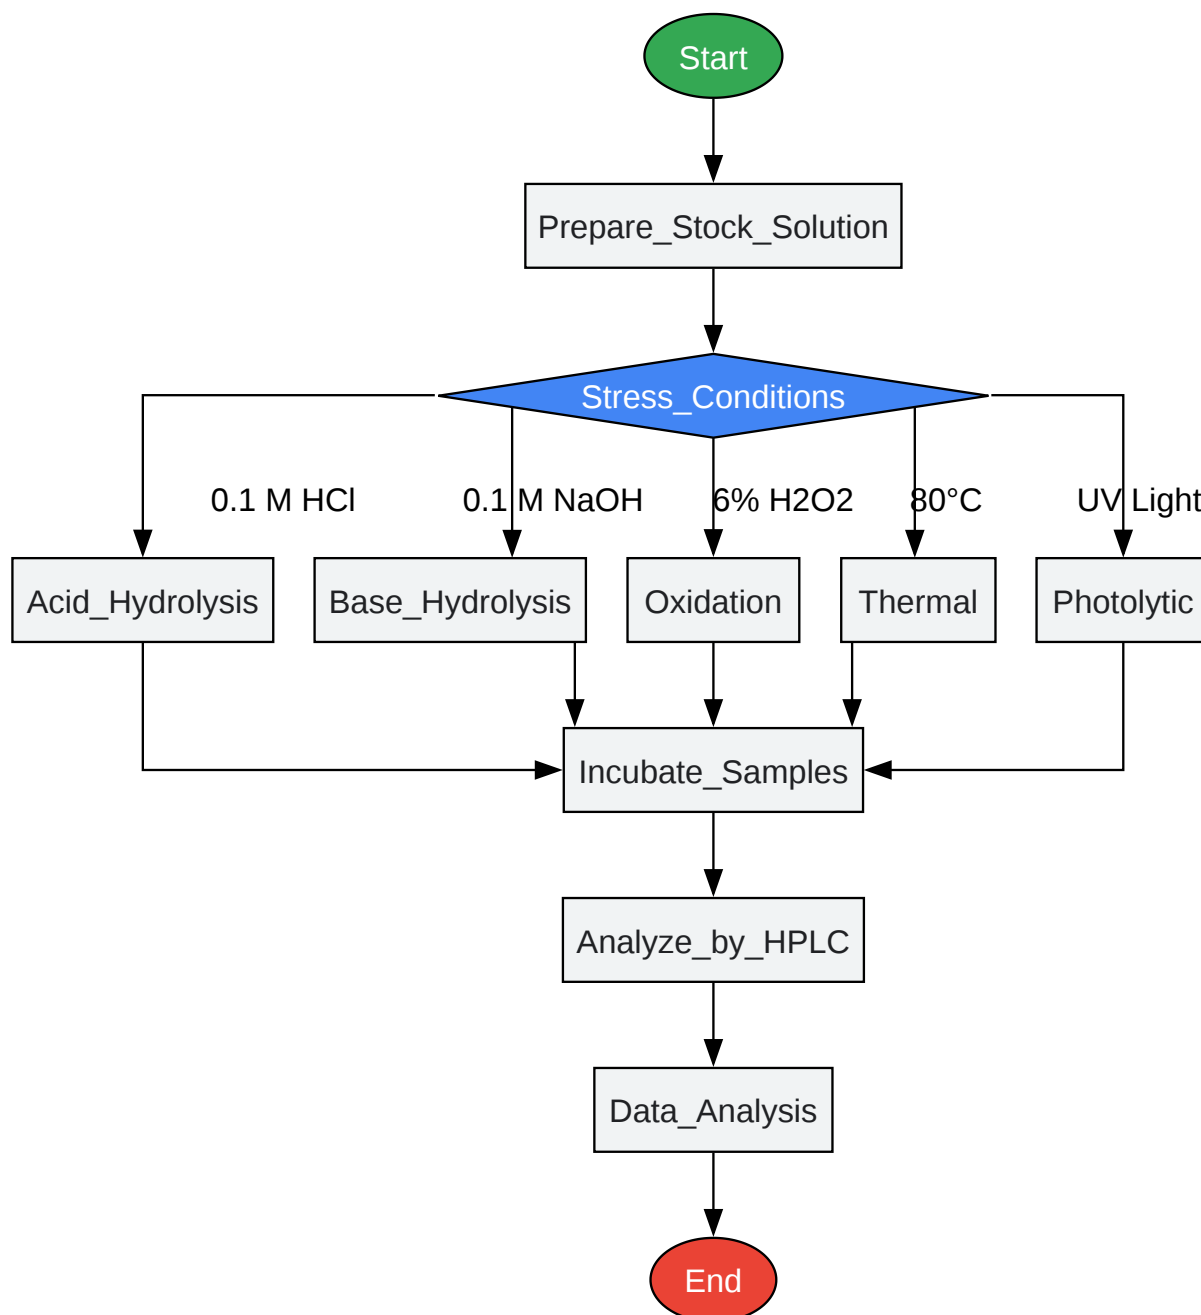 Start
Prepare_Stock_Solution
Stress_Conditions
0.1 M HCl
0.1 M NaOH
6% H2O2
80°C
UV Light
Acid_Hydrolysis
Base_Hydrolysis
Oxidation
Thermal
Photolytic
Incubate_Samples
Analyze_by_HPLC
Data_Analysis
End